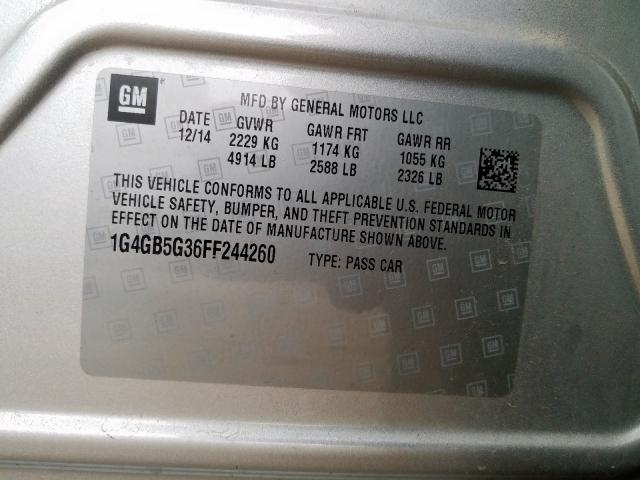 GM
MFD BY GENERAL MOTORS LLC
DATE GVWR GAWR FRT GAWR RR
12/14 2229 KG 1174 KG 1055 KG
4914 LB 2588 LB 2326 LB
THIS VEHICLE CONFORMS TO ALL APPLICABLE U.S. FEDERAL MOTOR
VEHICLE SAFETY, BUMPER, AND THEFT PREVENTION STANDARDS IN
EFFECT ON THE DATE OF MANUFACTURE SHOWN ABOVE.
1G4GB5G36FF244260 TYPE: PASS CAR